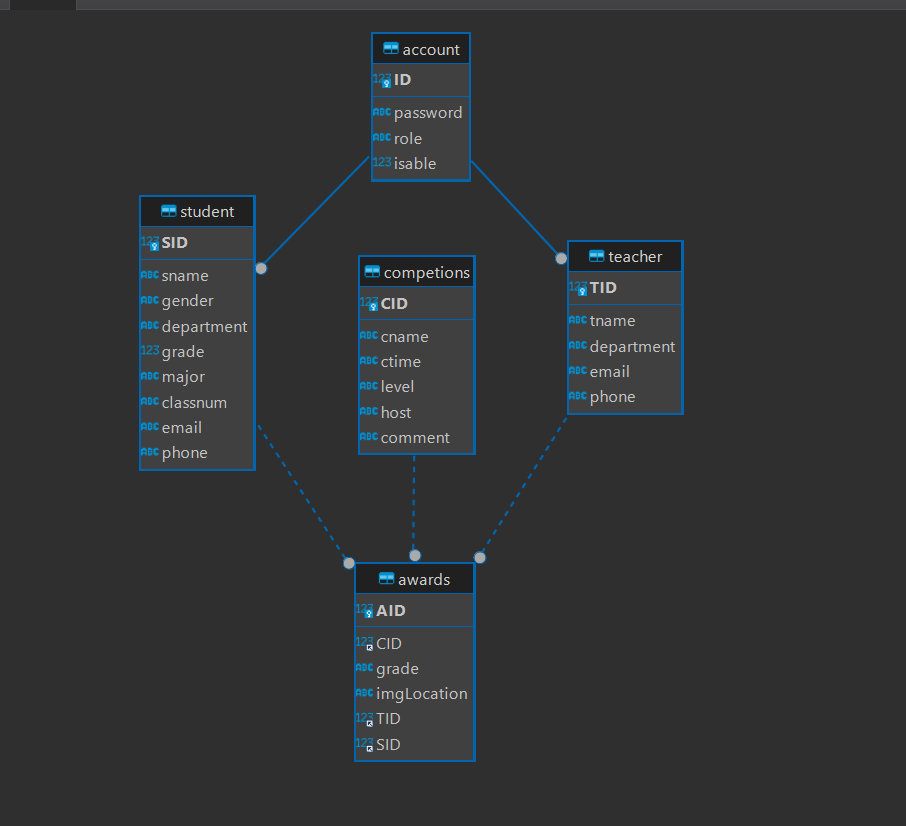 account
123 ID
ABC password
ABC role
123 isable
student
123 SID
ABC sname
ABC gender
ABC department
123 grade
ABC major
ABC classnum
ABC email
ABC phone
competions
123 CID
ABC cname
ABC ctime
ABC level
ABC host
ABC comment
teacher
123 TID
ABC tname
ABC department
ABC email
ABC phone
awards
123 AID
123 CID
ABC grade
ABC imgLocation
123 TID
123 SID